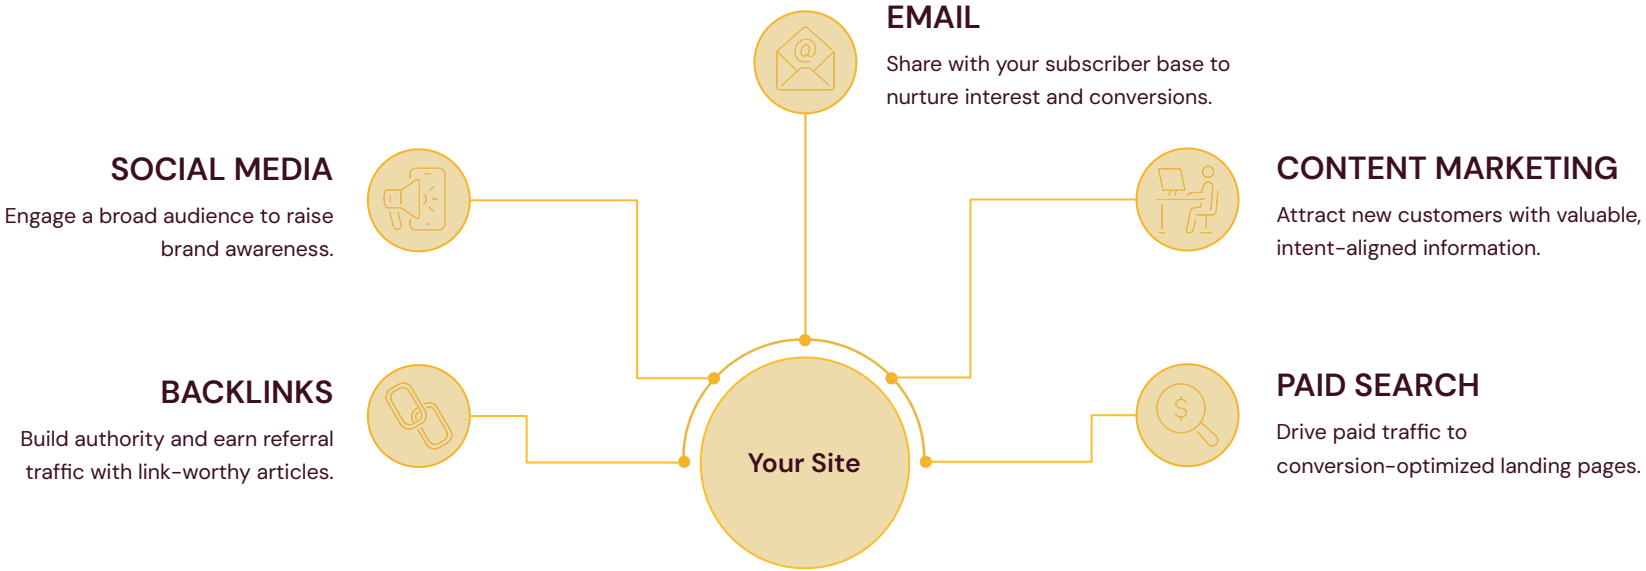 EMAIL
Share with your subscriber base to
nurture interest and conversions.
SOCIAL MEDIA
Engage a broad audience to raise
brand awareness.
CONTENT MARKETING
Attract new customers with valuable,
intent-aligned information.
BACKLINKS
Build authority and earn referral
traffic with link-worthy articles.
PAID SEARCH
Drive paid traffic to
conversion-optimized landing pages.
Your Site